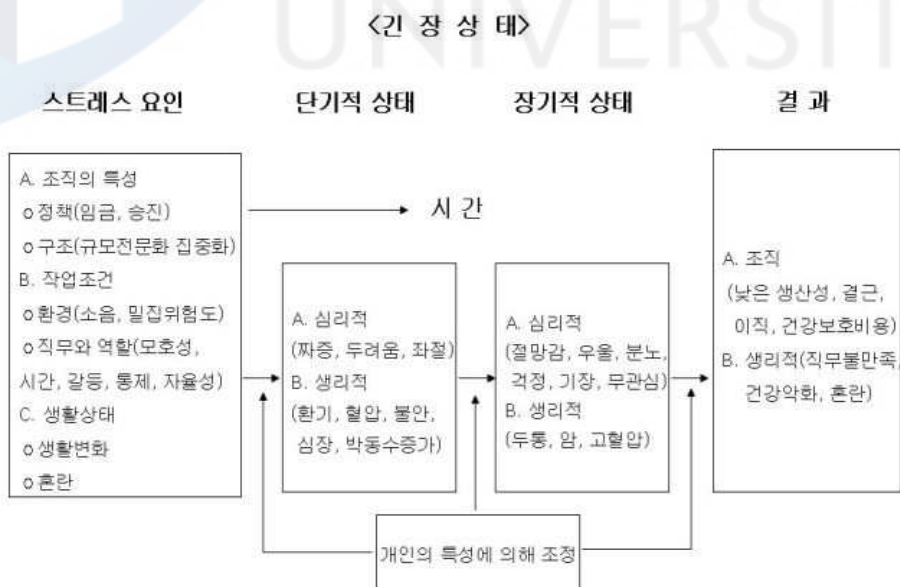 UNIVERSIT
<긴 장 상 태>
스트레스 요인
단기적 상태
장기적 상태
결 과
A. 조직의 특성
o 정책(임금, 승진)
o 구조(규모전문화 집중화)
B. 작업조건
o 환경(소음, 밀집위험도)
o 직무와 역할(모호성,
시간, 갈등, 통제, 자율성)
C. 생활상태
o 생활변화
o 혼란
시 간
A. 심리적
(짜증, 두려움, 좌절)
B. 생리적
(환기, 혈압, 불안,
심장, 박동수증가)
A. 심리적
(절망감, 우울, 분노,
걱정, 기장, 무관심)
B. 생리적
(두통, 암, 고혈압)
A. 조직
(낮은 생산성, 결근,
이직, 건강보호비용)
B. 생리적(직무불만족,
건강악화, 혼란)
개인의 특성에 의해 조정